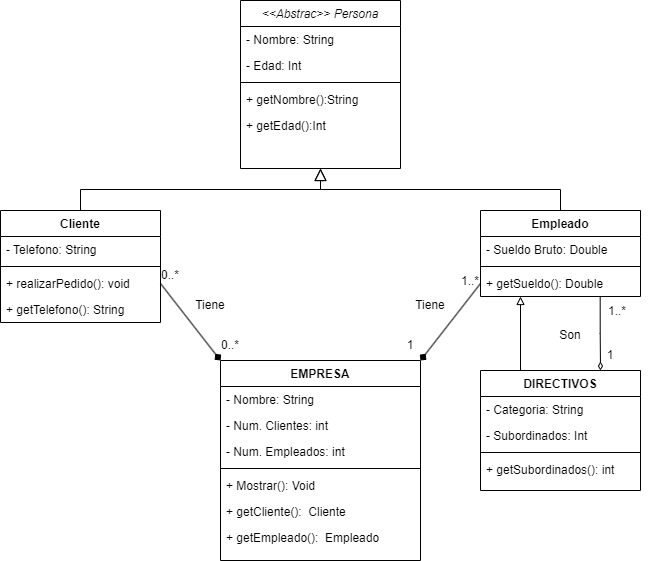 <<Abstrac>> Persona
- Nombre: String
- Edad: Int
+ getNombre():String
+ getEdad():Int
Cliente
- Telefono: String
+ realizarPedido(): void
+ getTelefono(): String
Empleado
- Sueldo Bruto: Double
+ getSueldo(): Double
0..*
Tiene
0..*
1..*
Tiene
1
1..*
Son
1
EMPRESA
- Nombre: String
- Num. Clientes: int
- Num. Empleados: int
+ Mostrar(): Void
+ getCliente():  Cliente
+ getEmpleado():  Empleado
DIRECTIVOS
- Categoria: String
- Subordinados: Int
+ getSubordinados(): int